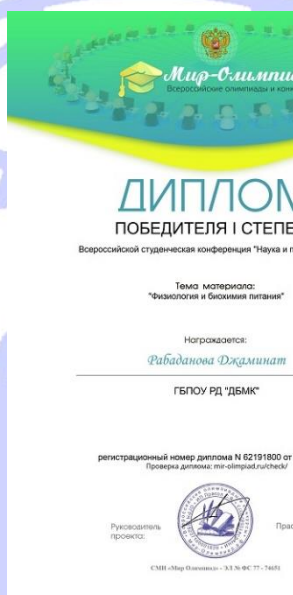 Мир-Олимпиа
Всероссийские олимпиады и конк
ДИПЛОМ
ПОБЕДИТЕЛЯ I СТЕПЕ
Всероссийской студенческая конференция "Наука и п
Тема материала:
"Физиология и биохимия питания"
Награждается:
Рабаданова Джаминат
ГБПОУ РД "ДБМК"
регистрационный номер диплома N 62191800 от
Проверка диплома: mir-olimpiad.ru/check/
Руководитель
проекта:
СМИ «Мир Олимпиад» - ЭЛ № ФС 77 - 74651